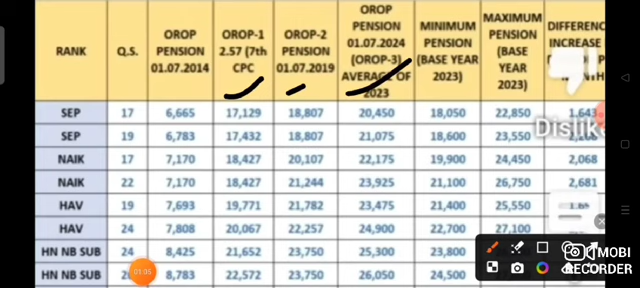 RANK Q.S. OROP PENSION 01.07.2014 OROP-1 2.57 (7th CPC OROP-2 PENSION 01.07.2019 OROP PENSION 01.07.2024 (OROP-3) AVERAGE OF 2023 MINIMUM PENSION (BASE YEAR 2023) MAXIMUM PENSION (BASE YEAR 2023) DIFFERENC INCREASE
SEP 17 6,665 17,129 18,807 20,450 18,050 22,850 1,643
SEP 19 6,783 17,432 18,807 21,075 18,600 23,550
Dislike
NAIK 17 7,170 18,427 20,107 22,175 19,900 24,450 2,068
NAIK 22 7,170 18,427 21,244 23,925 21,100 26,750 2,681
HAV 19 7,693 19,771 21,782 23,475 21,400 25,550
HAV 24 7,808 20,067 22,257 24,900 22,700 27,100
HN NB SUB 24 8,425 21,652 23,750 25,300 23,800
HN NB SUB 8,783 22,572 23,750 26,050 24,500
01:05
MOBI
RECORDER